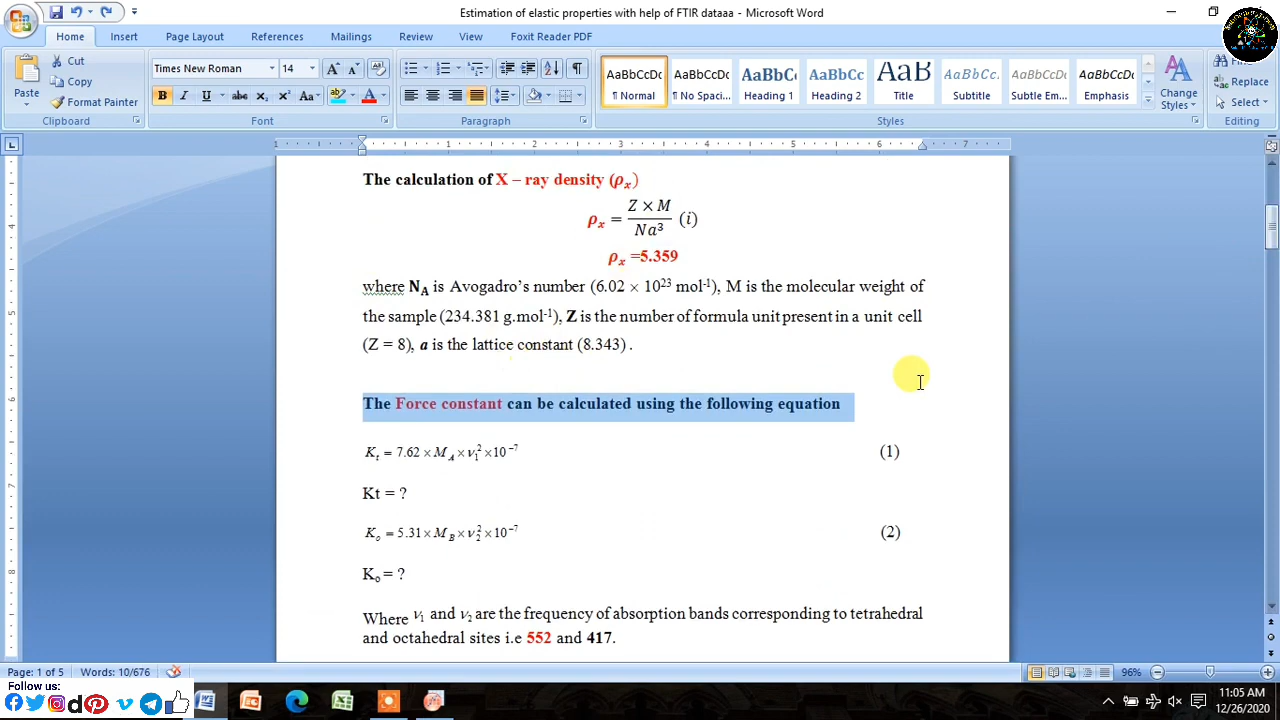 Estimation of elastic properties with help of FTIR dataaa - Microsoft Word
Home Insert Page Layout References Mailings Review View Foxit Reader PDF
Paste
Cut
Copy
Format Painter
Clipboard
Times New Roman 14
Font
Paragraph
AaBbCcDc AaBbCcDc AaBbCc AaBbCc AaB AaBbCc. AaBbCcDc AaBbCcDc
¶ Normal ¶ No Spaci... Heading 1 Heading 2 Title Subtitle Subtle Em... Emphasis
Change Styles
Styles
Replace
Select
Editing
The calculation of X – ray density (ρx)
ρx = Z × M / Na³ (i)
ρx =5.359
where NA is Avogadro's number (6.02 × 10²³ mol⁻¹), M is the molecular weight of
the sample (234.381 g.mol⁻¹), Z is the number of formula unit present in a unit cell
(Z = 8), a is the lattice constant (8.343) .
The Force constant can be calculated using the following equation
Kt = 7.62 × MA × ν₁² × 10⁻⁷ (1)
Kt = ?
Ko = 5.31 × MB × ν₂² × 10⁻⁷ (2)
Ko = ?
Where ν₁ and ν₂ are the frequency of absorption bands corresponding to tetrahedral
and octahedral sites i.e 552 and 417.
Page: 1 of 5 Words: 10/676 96%
Follow us:
11:05 AM
12/26/2020